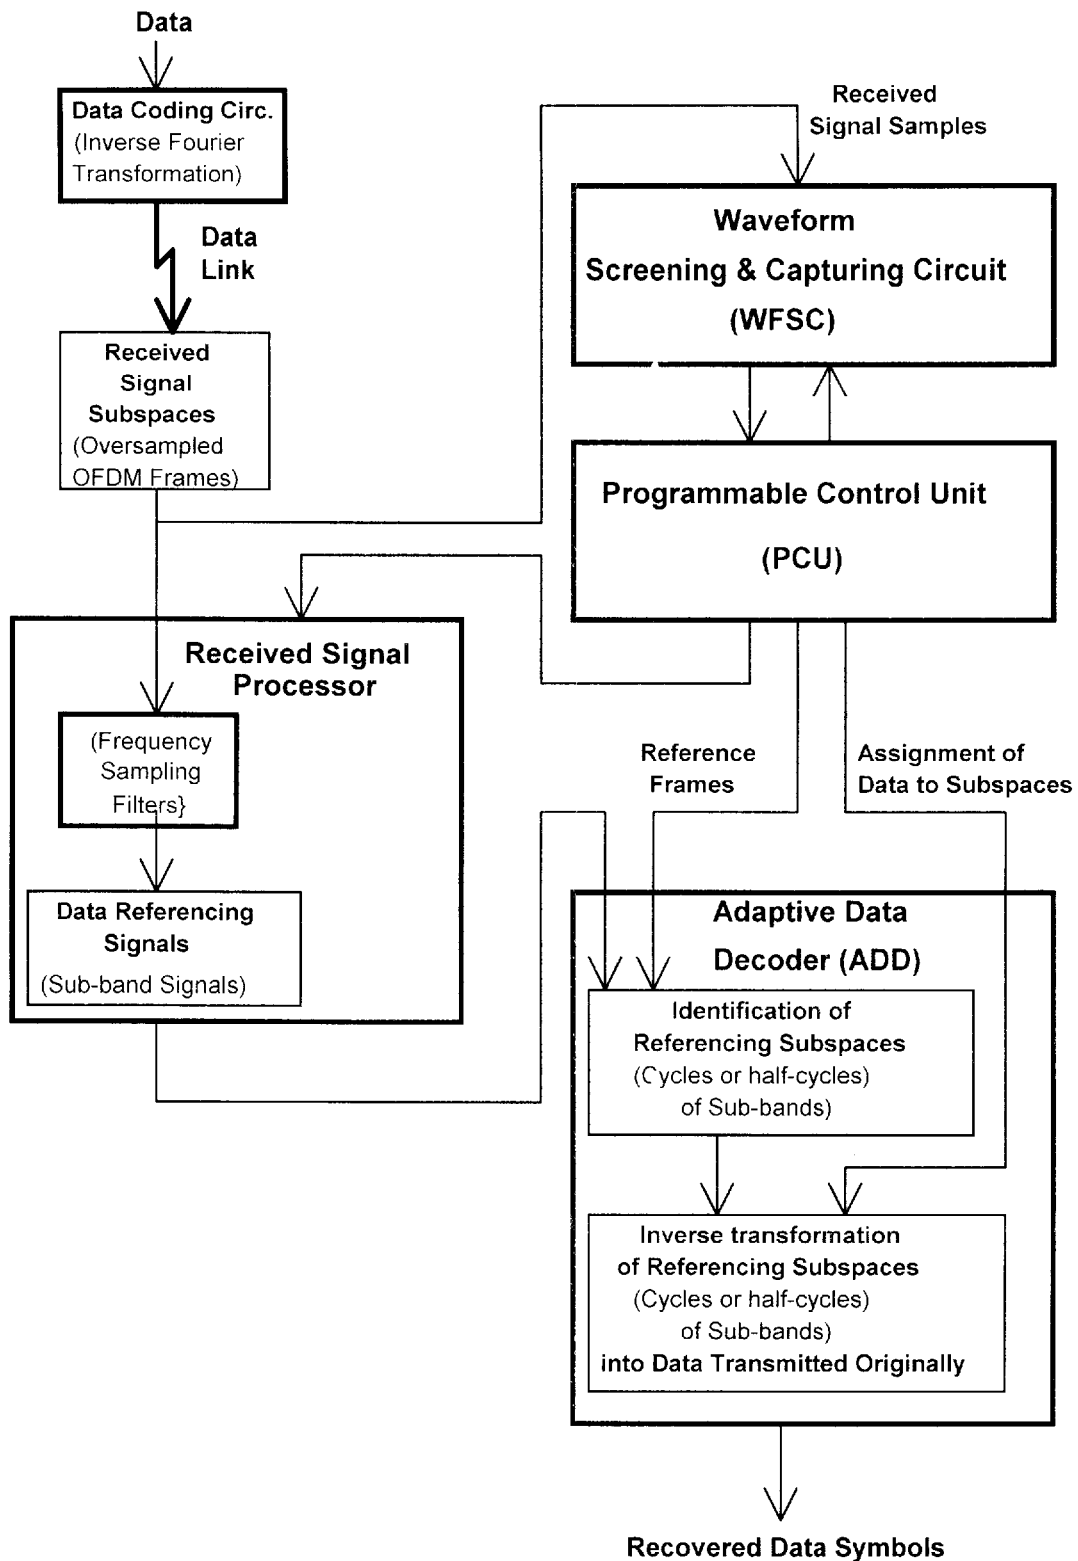 Data
Data Coding Circ.
(Inverse Fourier
Transformation)
Data
Link
Received
Signal
Subspaces
(Oversampled
OFDM Frames)
Received
Signal Samples
Waveform
Screening & Capturing Circuit
(WFSC)
Programmable Control Unit
(PCU)
Received Signal
Processor
(Frequency
Sampling
Filters}
Data Referencing
Signals
(Sub-band Signals)
Reference
Frames
Assignment of
Data to Subspaces
Adaptive Data
Decoder (ADD)
Identification of
Referencing Subspaces
(Cycles or half-cycles)
of Sub-bands)
Inverse transformation
of Referencing Subspaces
(Cycles or half-cycles)
of Sub-bands)
into Data Transmitted Originally
Recovered Data Symbols